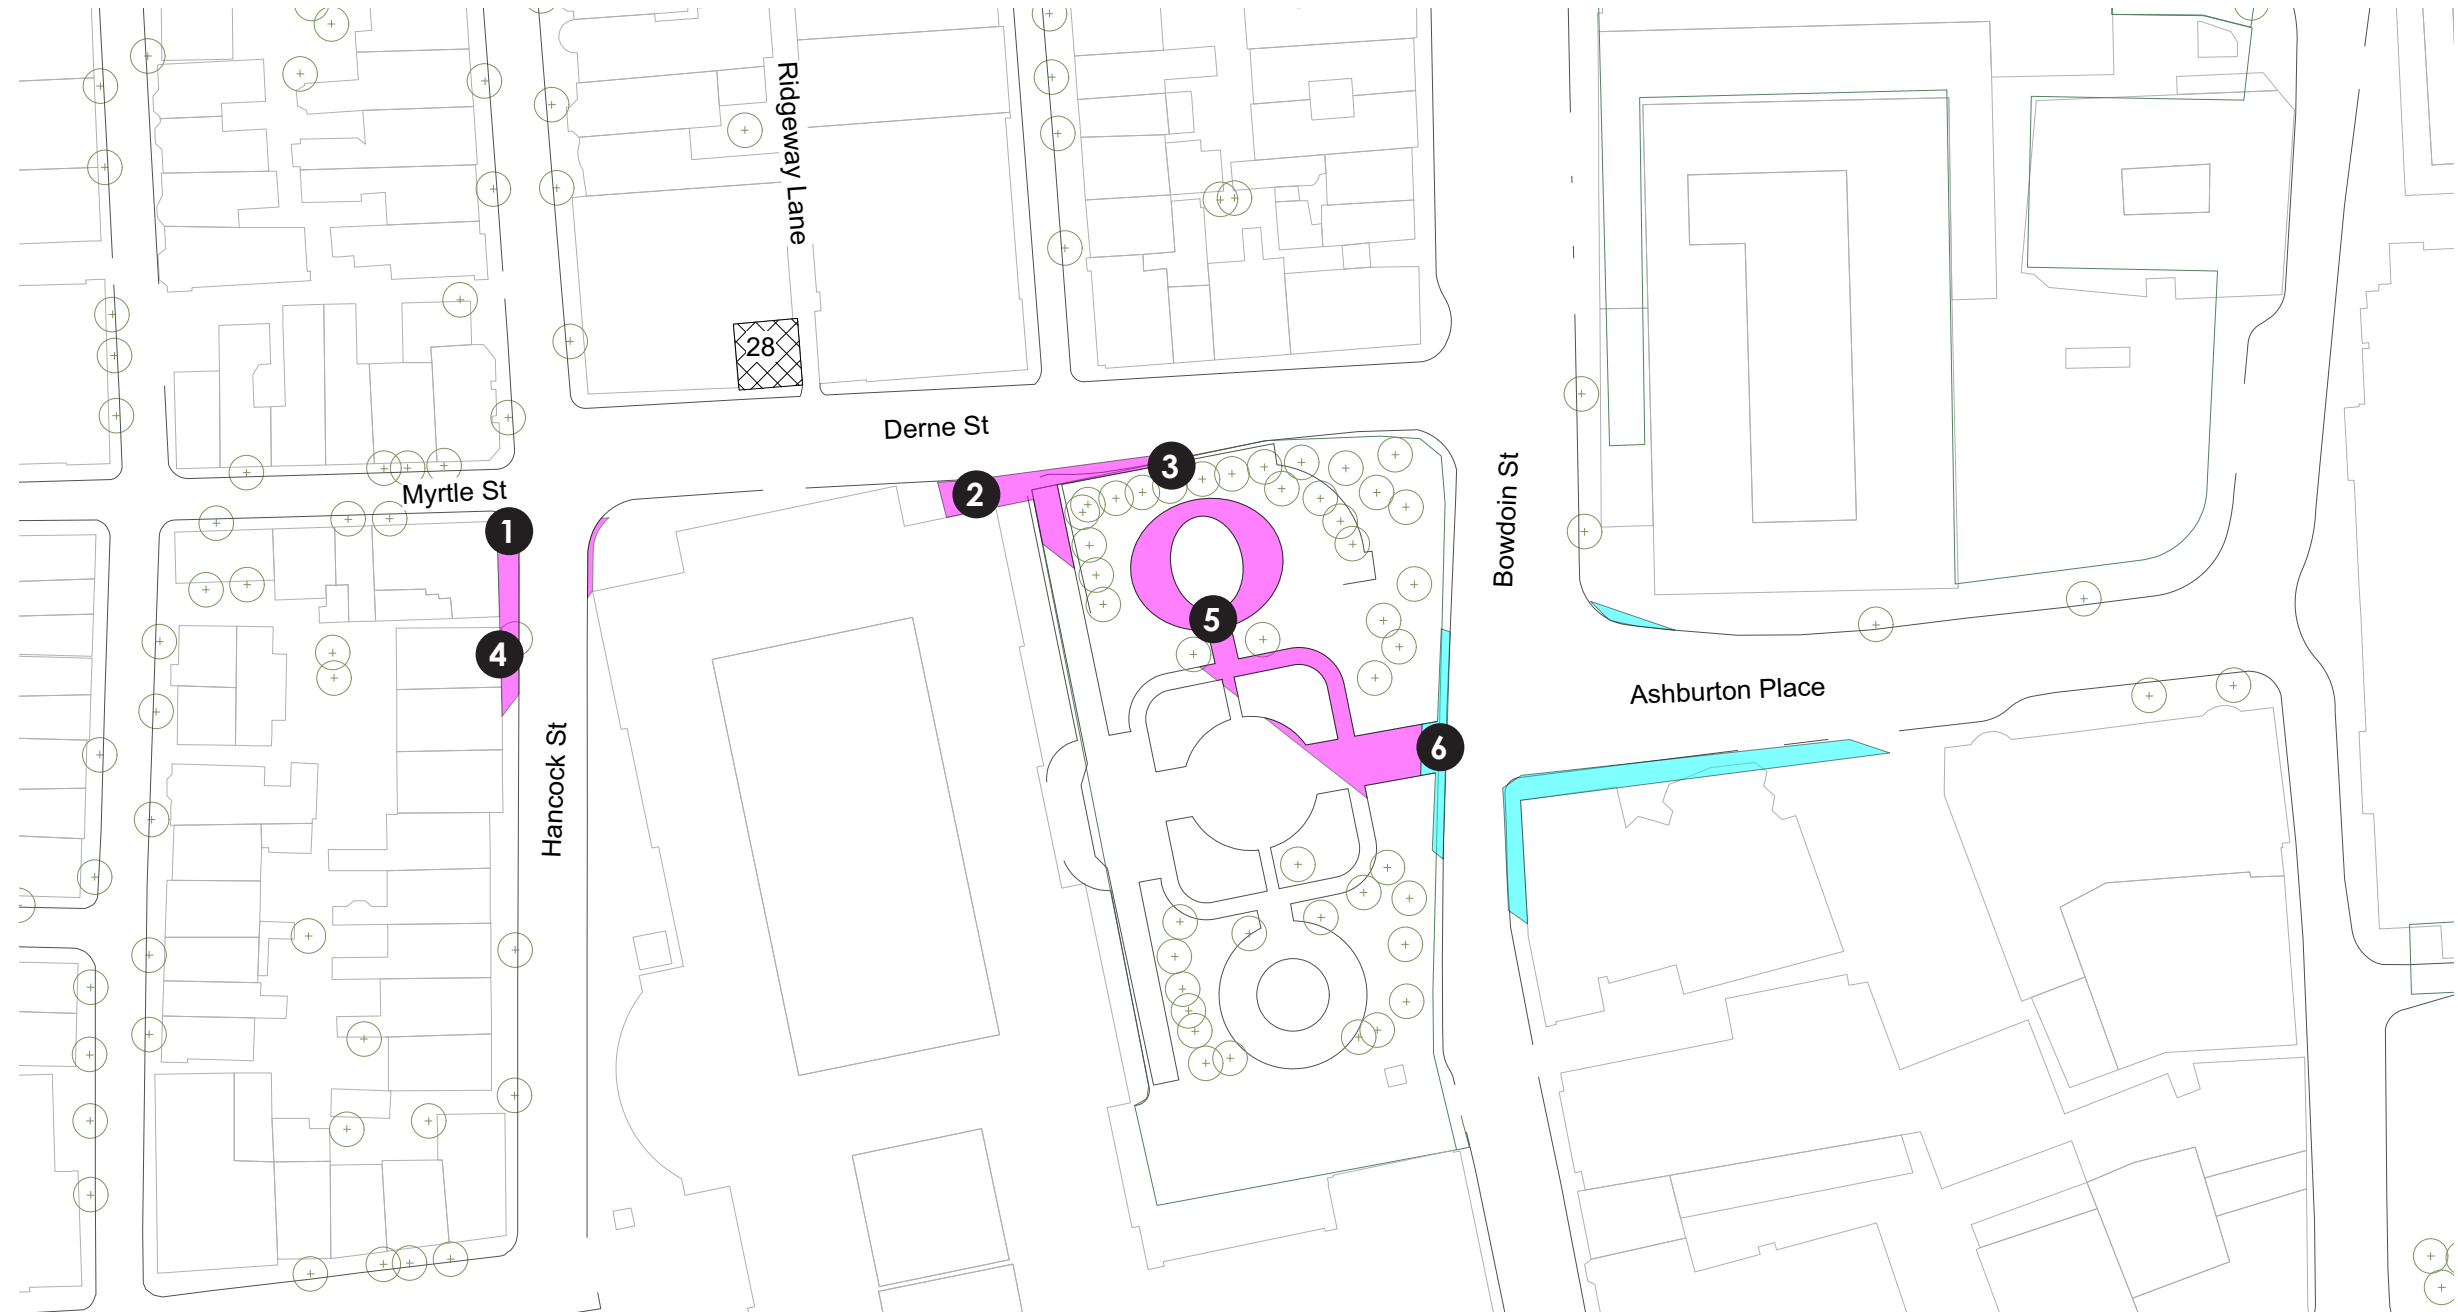 Ridgeway Lane
28
Derne St
3
Myrtle St
2
1
Bowdoin St
5
4
Ashburton Place
6
Hancock St